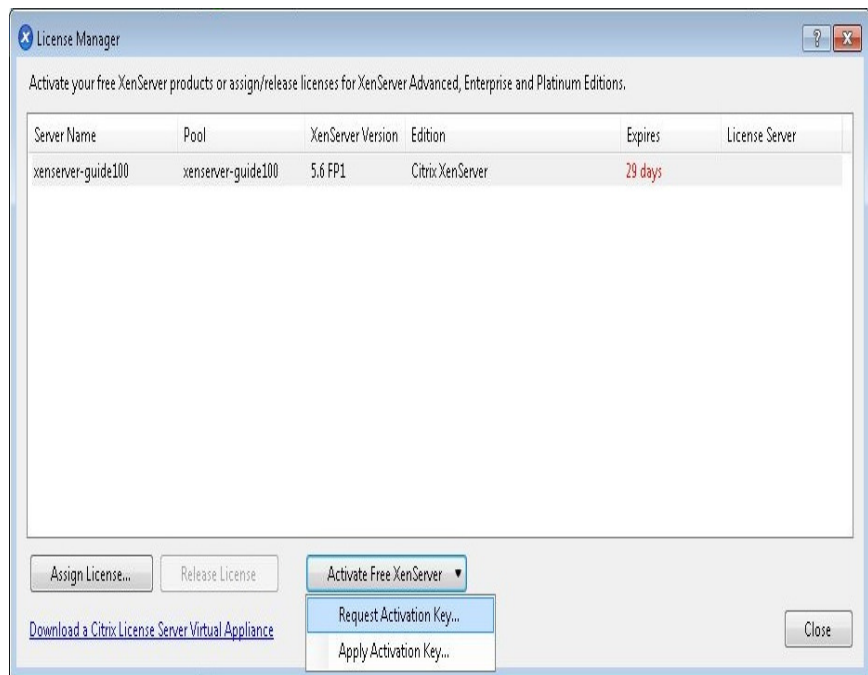 License Manager
Activate your free XenServer products or assign/release licenses for XenServer Advanced, Enterprise and Platinum Editions.
Server Name Pool XenServer Version Edition Expires License Server
xenserver-guide100 xenserver-guide100 5.6 FP1 Citrix XenServer 29 days
Assign License... Release License Activate Free XenServer
Request Activation Key...
Download a Citrix License Server Virtual Appliance Close
Apply Activation Key...